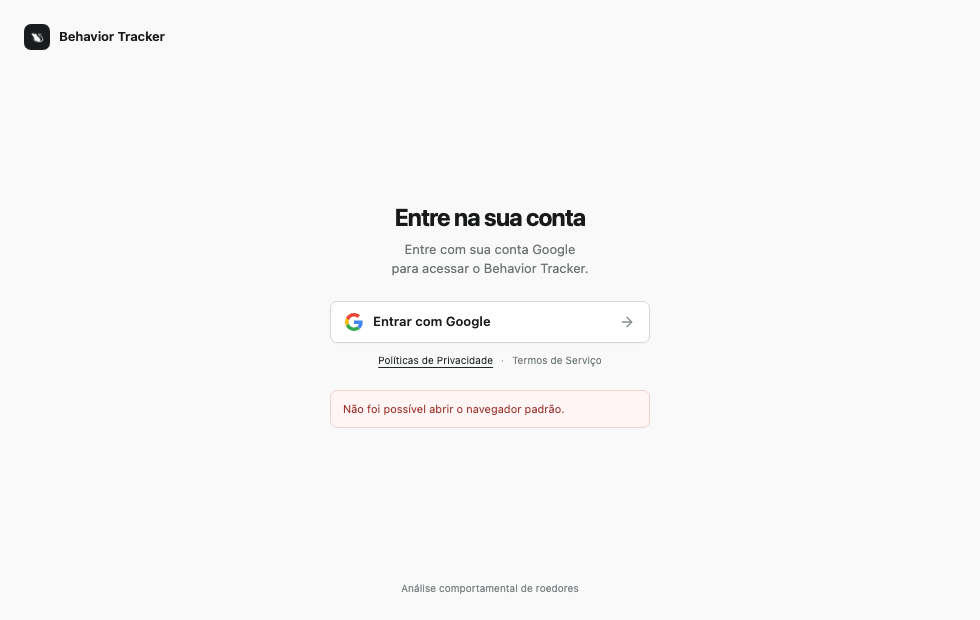 Behavior Tracker
Entre na sua conta
Entre com sua conta Google
para acessar o Behavior Tracker.
Entrar com Google
Políticas de Privacidade · Termos de Serviço
Não foi possível abrir o navegador padrão.
Análise comportamental de roedores